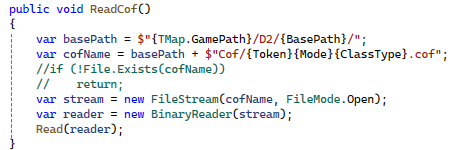 public void ReadCof()
{
    var basePath = $"{TMap.GamePath}/D2/{BasePath}/";
    var cofName = basePath + $"Cof/{Token}{Mode}{ClassType}.cof";
    //if (!File.Exists(cofName))
    //    return;
    var stream = new FileStream(cofName, FileMode.Open);
    var reader = new BinaryReader(stream);
    Read(reader);
}